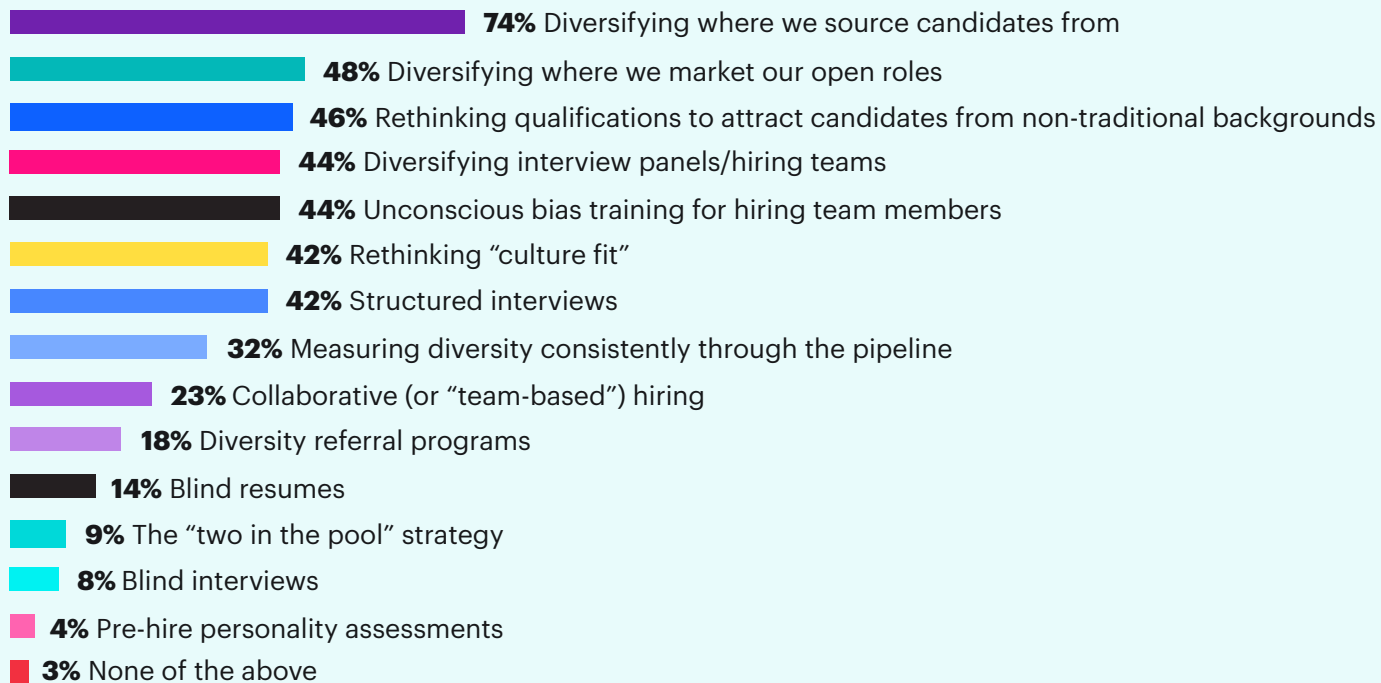 74% Diversifying where we source candidates from
48% Diversifying where we market our open roles
46% Rethinking qualifications to attract candidates from non-traditional backgrounds
44% Diversifying interview panels/hiring teams
44% Unconscious bias training for hiring team members
42% Rethinking “culture fit”
42% Structured interviews
32% Measuring diversity consistently through the pipeline
23% Collaborative (or “team-based”) hiring
18% Diversity referral programs
14% Blind resumes
9% The “two in the pool” strategy
8% Blind interviews
4% Pre-hire personality assessments
3% None of the above